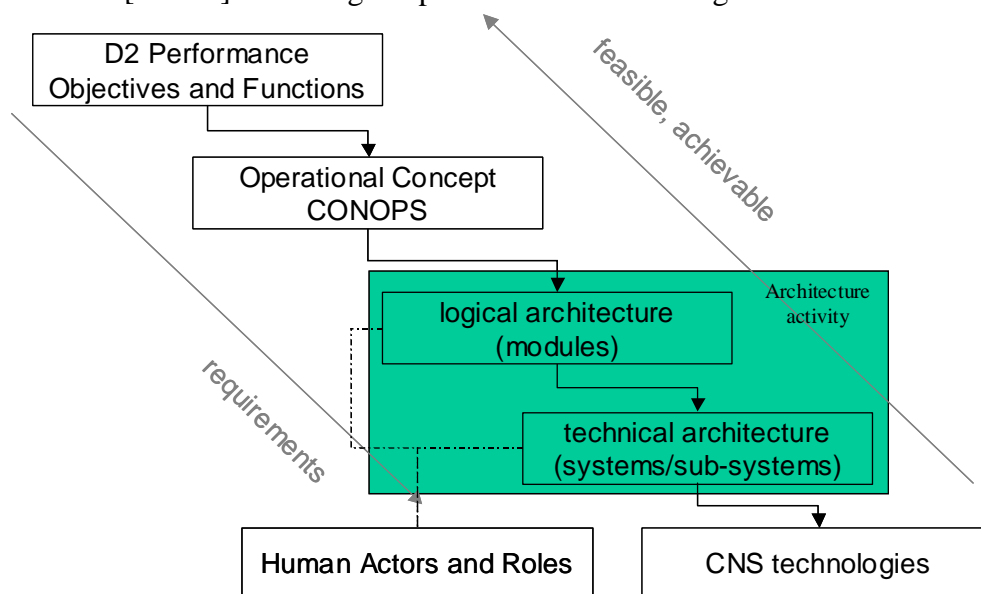 D2 Performance
Objectives and Functions
feasible, achievable
Operational Concept
CONOPS
Architecture
activity
logical architecture
(modules)
requirements
technical architecture
(systems/sub-systems)
Human Actors and Roles
CNS technologies